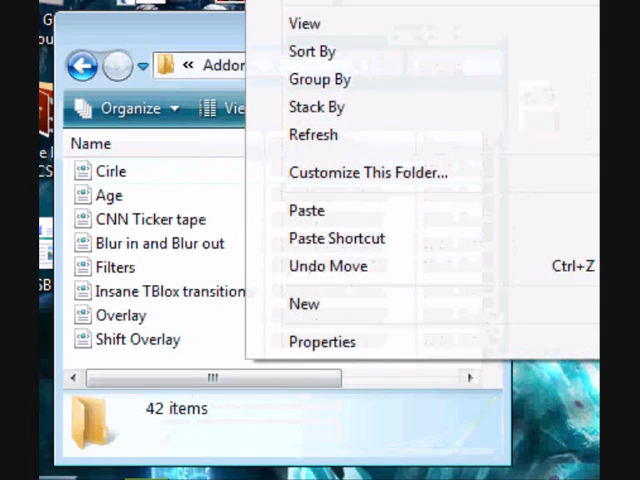 View
Sort By
Group By
Stack By
Refresh
Customize This Folder...
Paste
Paste Shortcut
Undo Move Ctrl+Z
New
Properties
« Addor
Organize Vie
Name
Cirle
Age
CNN Ticker tape
Blur in and Blur out
Filters
Insane TBlox transition
Overlay
Shift Overlay
42 items